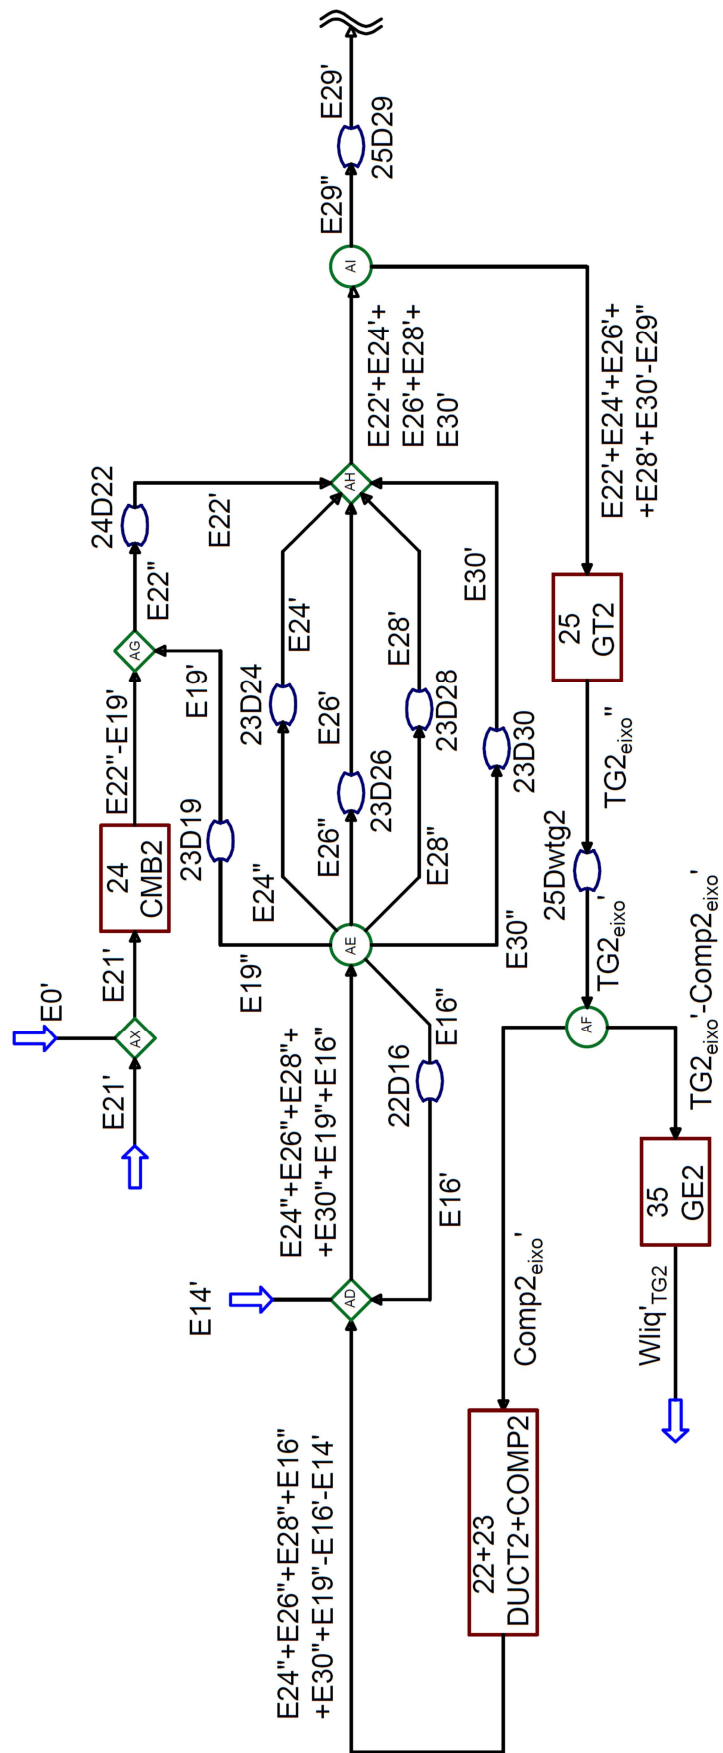 E14'
E24"+E26"+E28"+E16"
+E30"+E19"-E16'-E14'
AD
E24"+E26"+E28"+
+E30"+E19"+E16"
E16'
22D16
E16"
E21'
E0'
AX
E21'
24
CMB2
E22"-E19'
AG
E22"
24D22
E22'
E19"
23D19
E19'
AE
E24"
23D24
E24'
E26"
23D26
E26'
E28"
23D28
E28'
E30"
23D30
E30'
AH
E22'+E24'+
E26'+E28'+
E30'
AI
E29"
25D29
E29'
E22'+E24'+E26'+
+E28'+E30'-E29"
25
GT2
TG2eixo"
25Dwtg2
TG2eixo'
AF
Comp2eixo'
22+23
DUCT2+COMP2
TG2eixo'-Comp2eixo'
35
GE2
Wliq'TG2